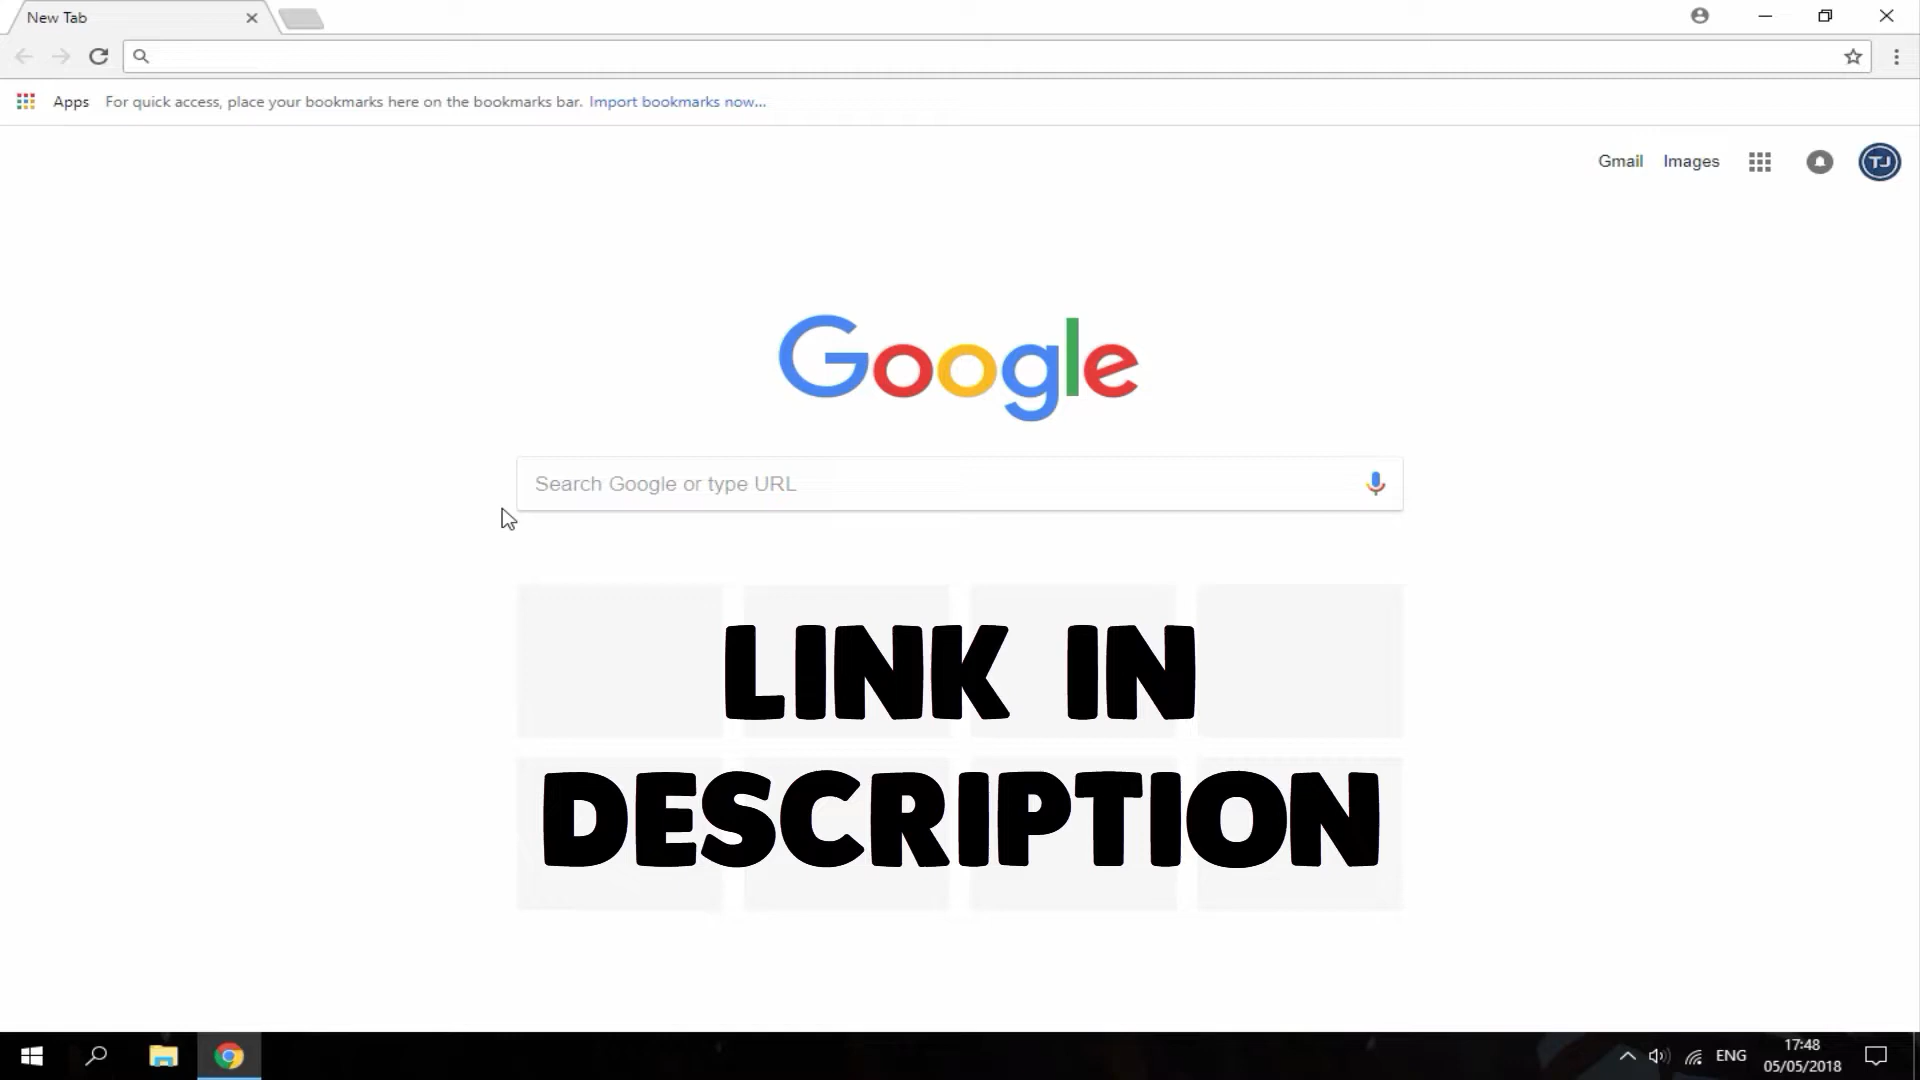 New Tab
Apps For quick access, place your bookmarks here on the bookmarks bar. Import bookmarks now...
Gmail Images TJ
Google
Search Google or type URL
LINK IN
DESCRIPTION
ENG 17:48
05/05/2018